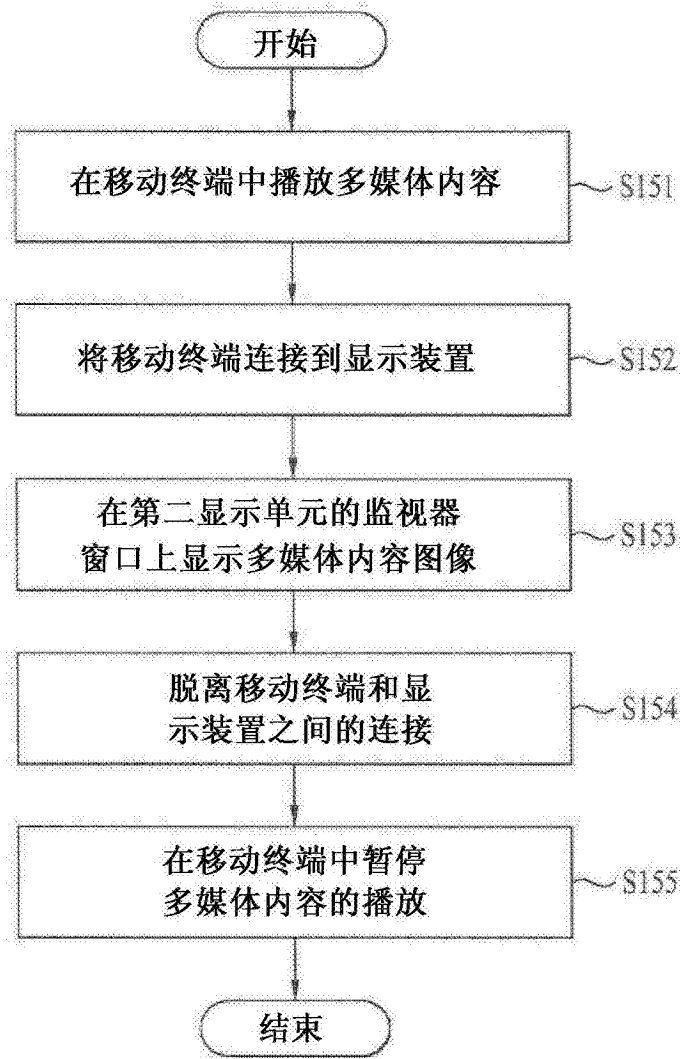 开始
在移动终端中播放多媒体内容
S151
将移动终端连接到显示装置
S152
在第二显示单元的监视器
窗口上显示多媒体内容图像
S153
脱离移动终端和显
示装置之间的连接
S154
在移动终端中暂停
多媒体内容的播放
S155
结束